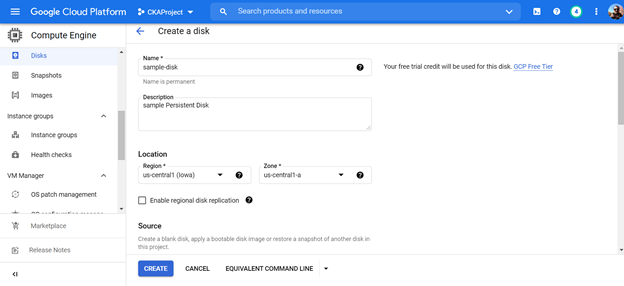 Google Cloud Platform
CKAProject
Search products and resources
4
Compute Engine
Create a disk
Disks
Snapshots
Images
Instance groups
Instance groups
Health checks
VM Manager
OS patch management
Marketplace
Release Notes
Name *
sample-disk
Name is permanent
Your free trial credit will be used for this disk. GCP Free Tier
Description
sample Persistent Disk
Location
Region *
us-central1 (Iowa)
Zone *
us-central1-a
Enable regional disk replication
Source
Create a blank disk, apply a bootable disk image or restore a snapshot of another disk in
this project.
CREATE
CANCEL
EQUIVALENT COMMAND LINE